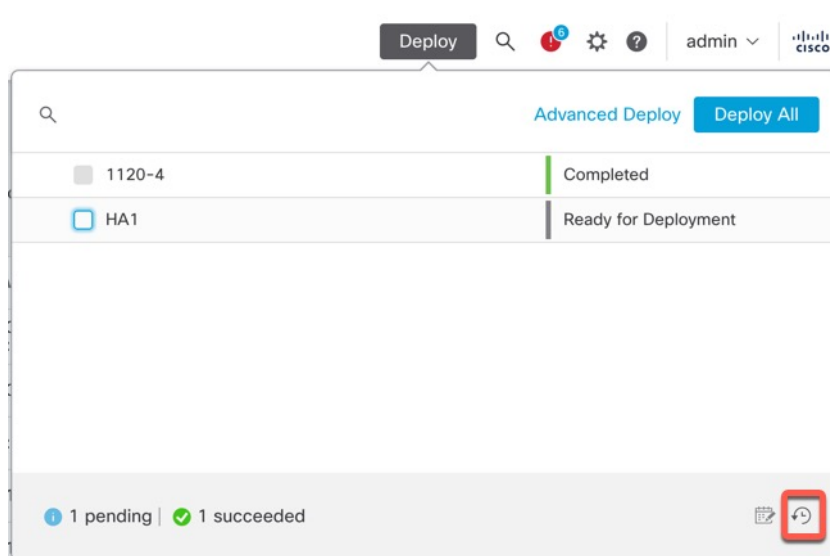 Deploy 6 admin cisco
Advanced Deploy Deploy All
1120-4 Completed
HA1 Ready for Deployment
1 pending 1 succeeded